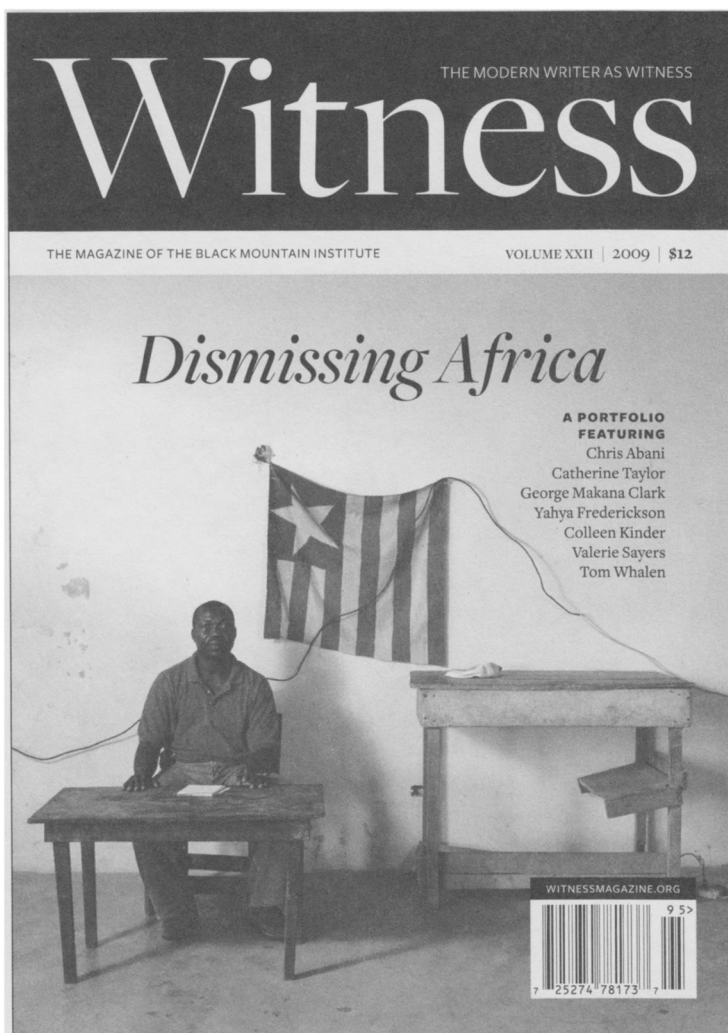 THE MODERN WRITER AS WITNESS
Witness
THE MAGAZINE OF THE BLACK MOUNTAIN INSTITUTE
VOLUME XXII | 2009 | $12
Dismissing Africa
A PORTFOLIO
FEATURING
Chris Abani
Catherine Taylor
George Makana Clark
Yahya Frederickson
Colleen Kinder
Valerie Sayers
Tom Whalen
WITNESSMAGAZINE.ORG
9 5>
7 25274 78173 7